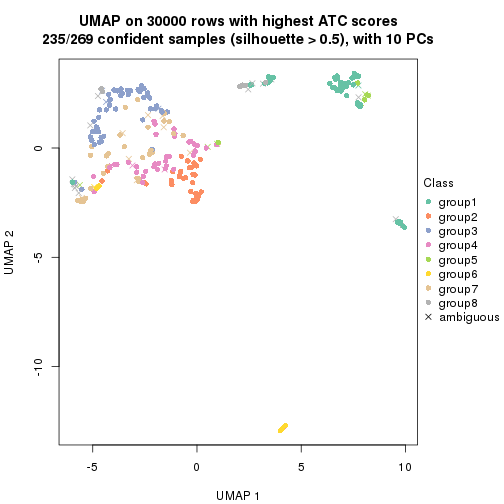 UMAP on 30000 rows with highest ATC scores
235/269 confident samples (silhouette > 0.5), with 10 PCs
0
-5
-10
UMAP 2
-5
0
5
10
UMAP 1
Class
group1
group2
group3
group4
group5
group6
group7
group8
ambiguous